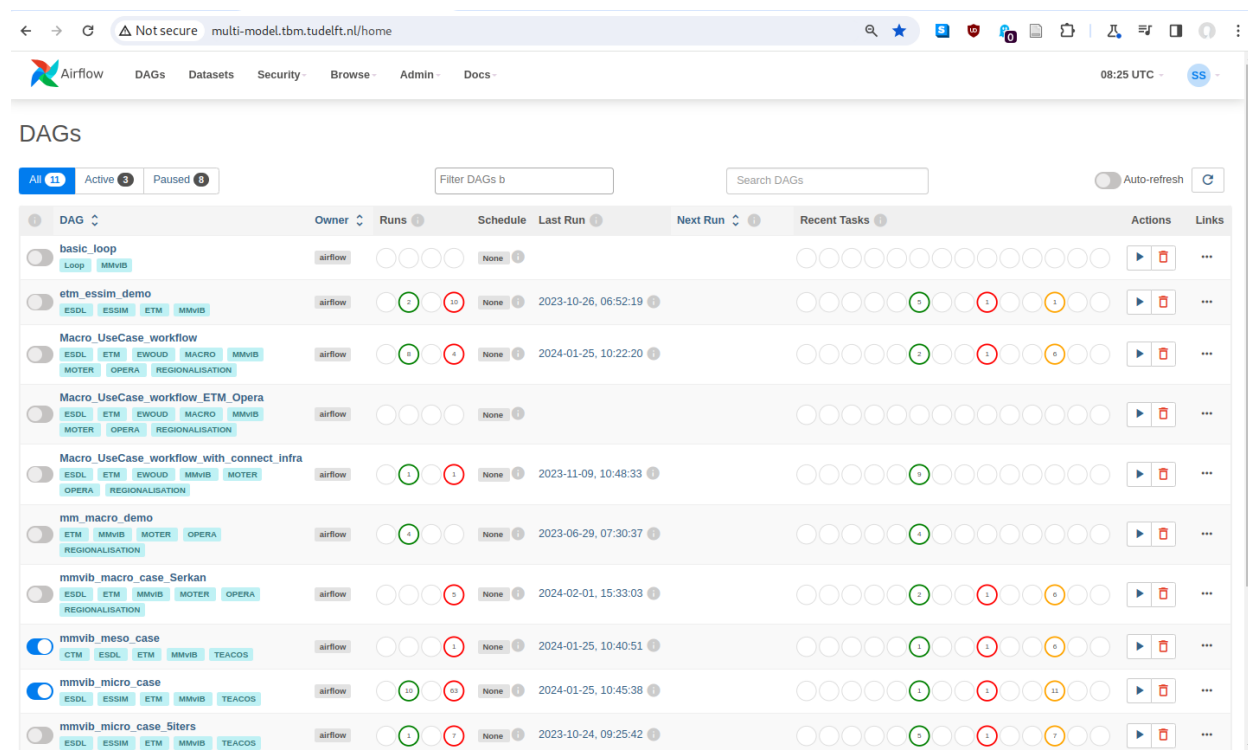 Not secure multi-model.tbm.tudelft.nl/home
0
Airflow DAGs Datasets Security Browse Admin Docs 08:25 UTC SS
DAGs
All 11 Active 3 Paused 8 Filter DAGs b Search DAGs Auto-refresh
DAG Owner Runs Schedule Last Run Next Run Recent Tasks Actions Links
basic_loop
Loop MMvIB
airflow None
etm_essim_demo
ESDL ESSIM ETM MMvIB
airflow 2 10 None 2023-10-26, 06:52:19 5 1 1
Macro_UseCase_workflow
ESDL ETM EWOUD MACRO MMvIB
MOTER OPERA REGIONALISATION
airflow 8 4 None 2024-01-25, 10:22:20 2 1 6
Macro_UseCase_workflow_ETM_Opera
ESDL ETM EWOUD MACRO MMvIB
MOTER OPERA REGIONALISATION
airflow None
Macro_UseCase_workflow_with_connect_infra
ESDL ETM EWOUD MMvIB MOTER
OPERA REGIONALISATION
airflow 1 1 None 2023-11-09, 10:48:33 9
mm_macro_demo
ETM MMvIB MOTER OPERA
REGIONALISATION
airflow 4 None 2023-06-29, 07:30:37 4
mmvib_macro_case_Serkan
ESDL ETM MMvIB MOTER OPERA
REGIONALISATION
airflow 5 None 2024-02-01, 15:33:03 2 1 6
mmvib_meso_case
CTM ESDL ETM MMvIB TEACOS
airflow 1 None 2024-01-25, 10:40:51 1 1 6
mmvib_micro_case
ESDL ESSIM ETM MMvIB TEACOS
airflow 10 63 None 2024-01-25, 10:45:38 1 1 11
mmvib_micro_case_5iters
ESDL ESSIM ETM MMvIB TEACOS
airflow 1 7 None 2023-10-24, 09:25:42 5 1 7